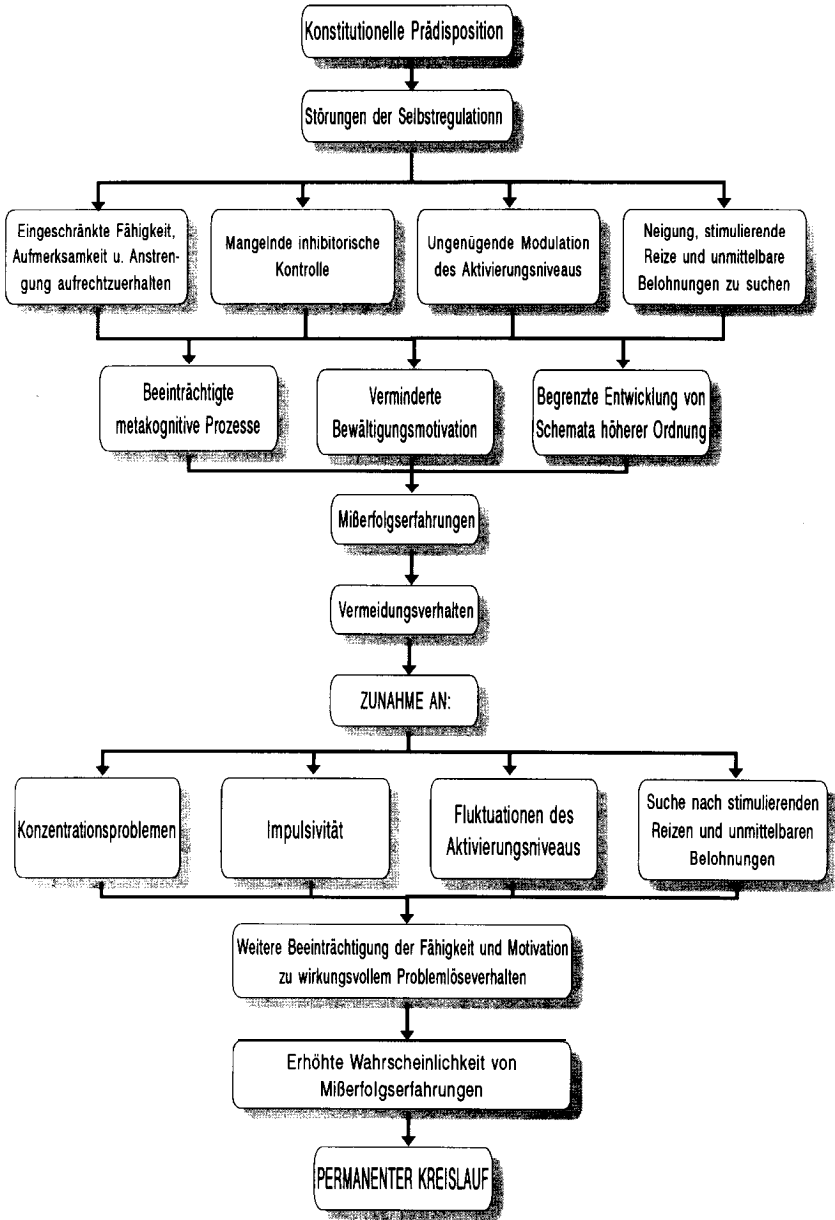 Konstitutionelle Prädisposition
Störungen der Selbstregulationn
Eingeschränkte Fähigkeit,
Aufmerksamkeit u. Anstren-
gung aufrechtzuerhalten
Mangelnde inhibitorische
Kontrolle
Ungenügende Modulation
des Aktivierungsniveaus
Neigung, stimulierende
Reize und unmittelbare
Belohnungen zu suchen
Beeinträchtigte
metakognitive Prozesse
Verminderte
Bewältigungsmotivation
Begrenzte Entwicklung von
Schemata höherer Ordnung
Mißerfolgserfahrungen
Vermeidungsverhalten
ZUNAHME AN:
Konzentrationsproblemen
Impulsivität
Fluktuationen des
Aktivierungsniveaus
Suche nach stimulierenden
Reizen und unmittelbaren
Belohnungen
Weitere Beeinträchtigung der Fähigkeit und Motivation
zu wirkungsvollem Problemlöseverhalten
Erhöhte Wahrscheinlichkeit von
Mißerfolgserfahrungen
PERMANENTER KREISLAUF